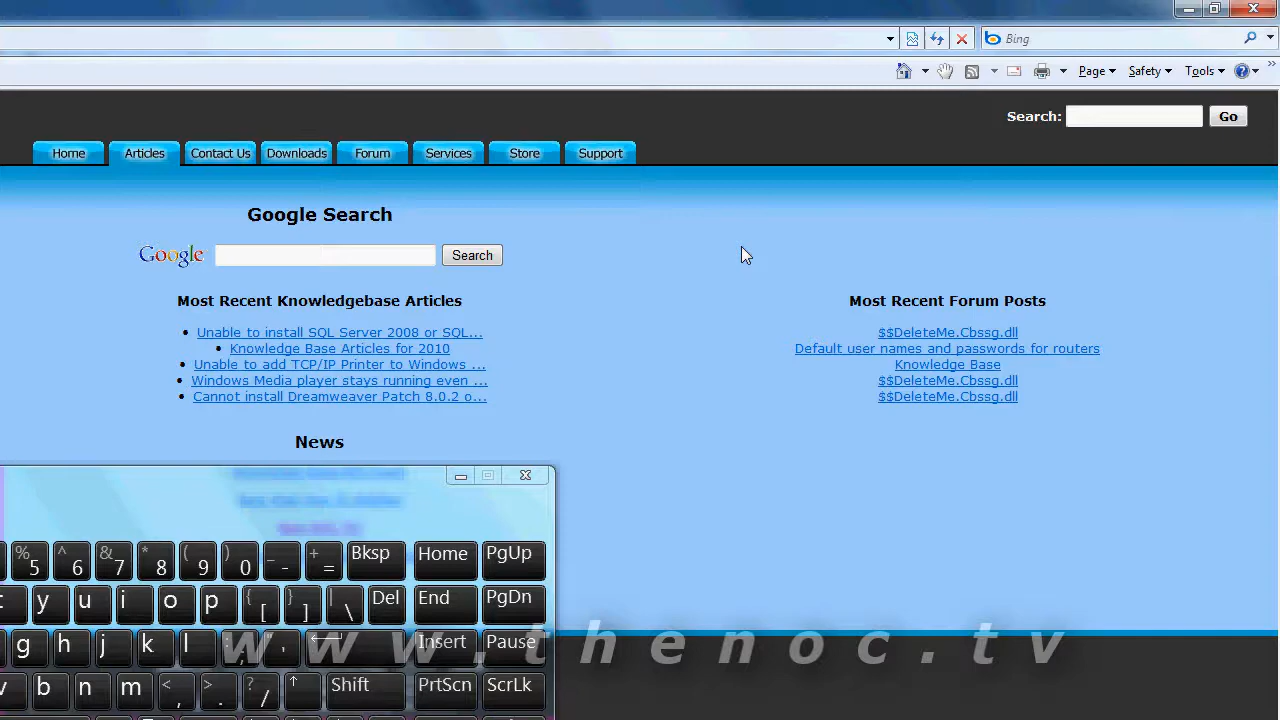 Bing
Page Safety Tools
Search: Go
Home Articles Contact Us Downloads Forum Services Store Support
Google Search
Google Search
Most Recent Knowledgebase Articles
Unable to install SQL Server 2008 or SQL...
Knowledge Base Articles for 2010
Unable to add TCP/IP Printer to Windows ...
Windows Media player stays running even ...
Cannot install Dreamweaver Patch 8.0.2 o...
Most Recent Forum Posts
$$DeleteMe.Cbssg.dll
Default user names and passwords for routers
Knowledge Base
$$DeleteMe.Cbssg.dll
$$DeleteMe.Cbssg.dll
News
% 5 ^ 6 & 7 * 8 ( 9 ) 0 _ - + = Bksp Home PgUp
y u i o p { [ } ] | \ Del End PgDn
g h j k l : ; " ' Insert Pause
b n m < , > . ? / Shift PrtScn ScrLk
www.thenoc.tv